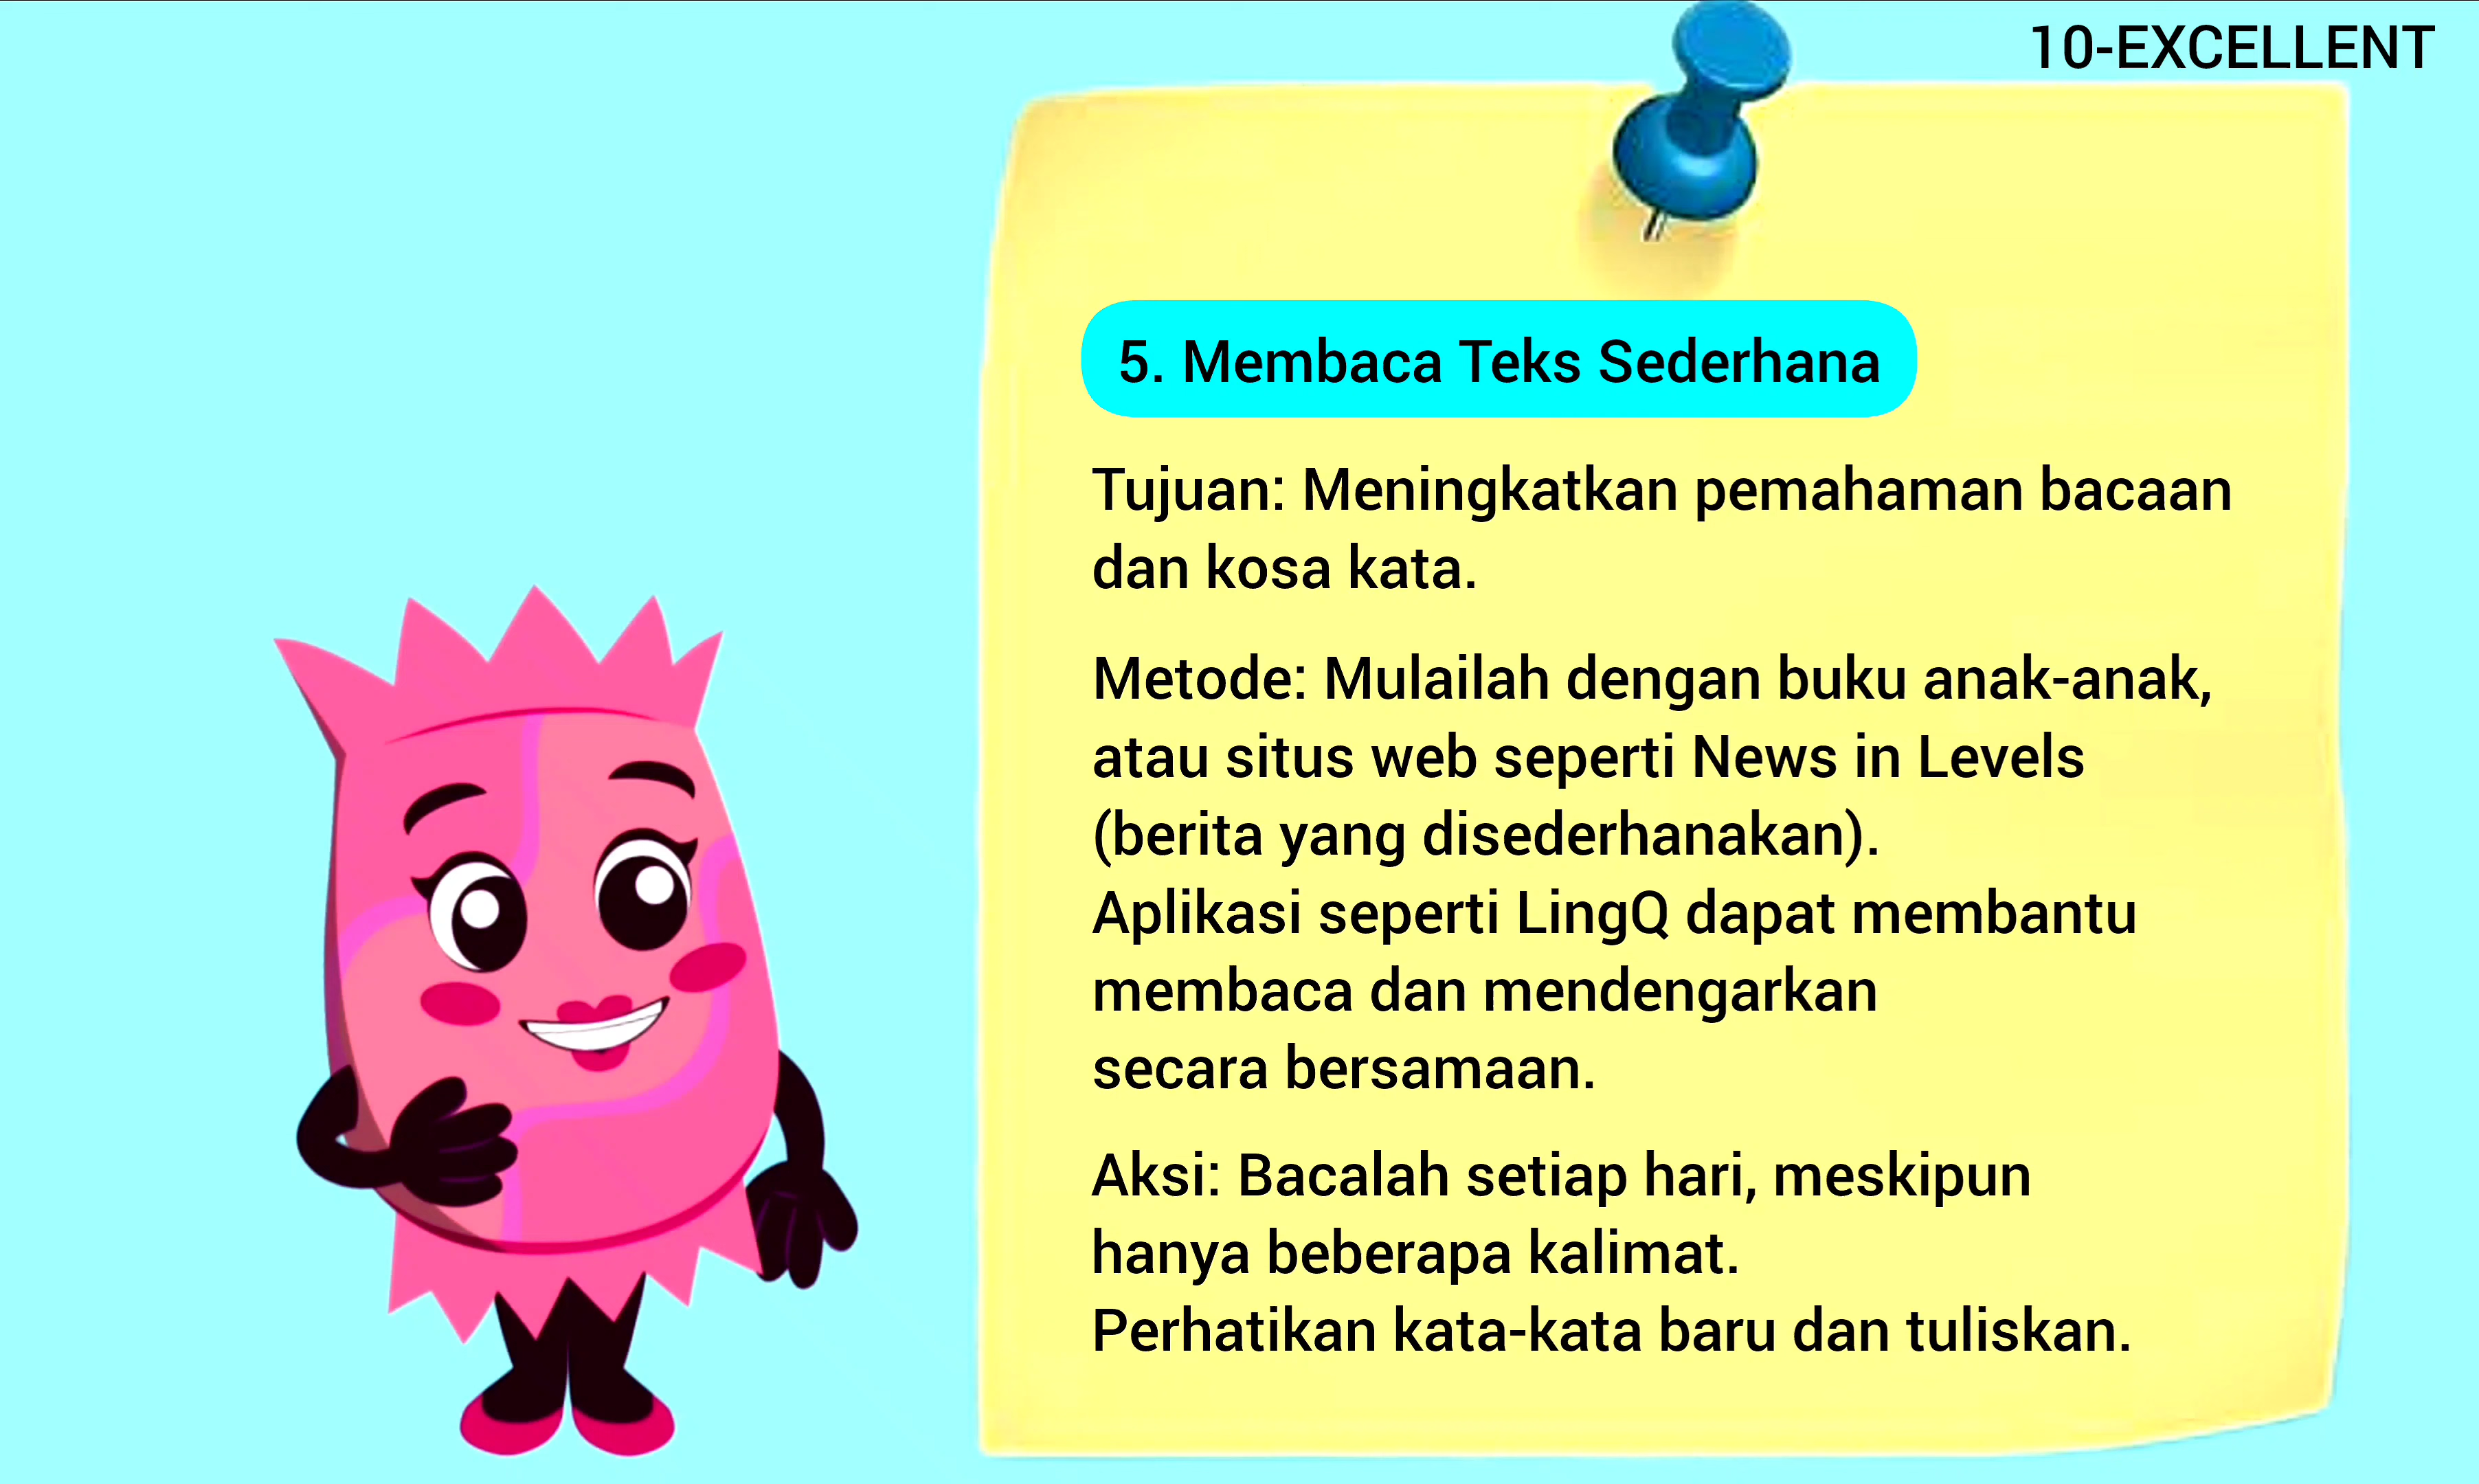 10-EXCELLENT
5. Membaca Teks Sederhana
Tujuan: Meningkatkan pemahaman bacaan
dan kosa kata.
Metode: Mulailah dengan buku anak-anak,
atau situs web seperti News in Levels
(berita yang disederhanakan).
Aplikasi seperti LingQ dapat membantu
membaca dan mendengarkan
secara bersamaan.
Aksi: Bacalah setiap hari, meskipun
hanya beberapa kalimat.
Perhatikan kata-kata baru dan tuliskan.